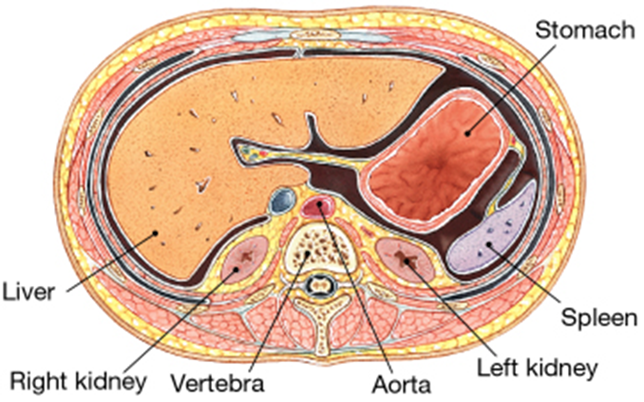 Stomach
Liver
Spleen
Right kidney
Vertebra
Aorta
Left kidney